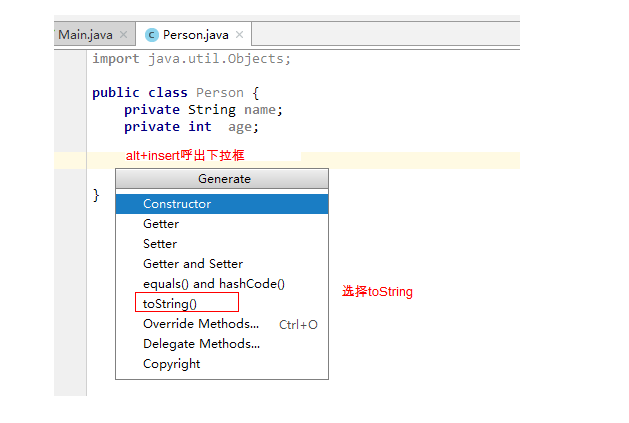 Main.java × Person.java ×
import java.util.Objects;
public class Person {
private String name;
private int age;
alt+insert呼出下拉框
}
Generate
Constructor
Getter
Setter
Getter and Setter
equals() and hashCode()
toString()
选择toString
Override Methods... Ctrl+O
Delegate Methods...
Copyright